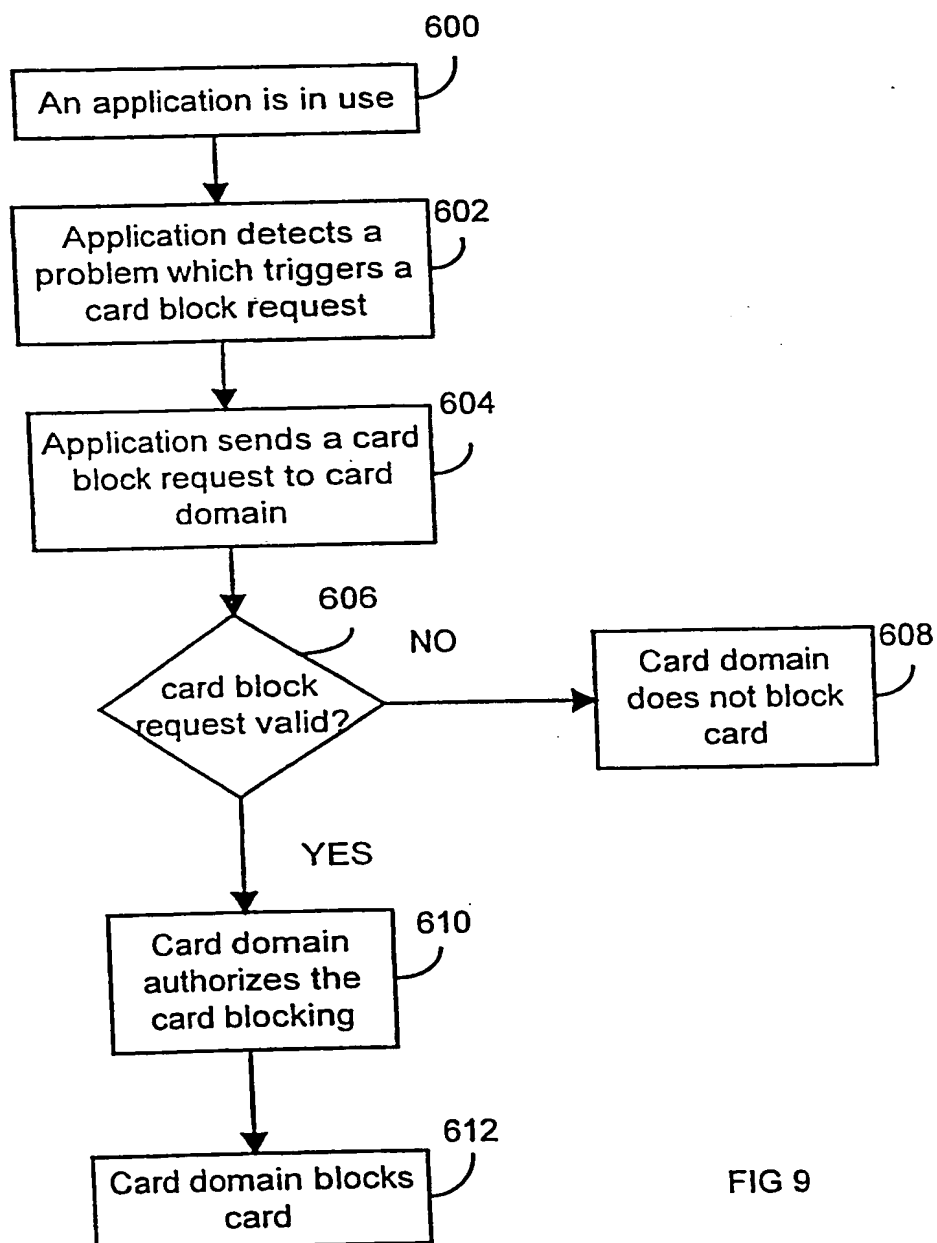 600
An application is in use
602
Application detects a
problem which triggers a
card block request
604
Application sends a card
block request to card
domain
606
card block
request valid?
NO
608
Card domain
does not block
card
YES
610
Card domain
authorizes the
card blocking
612
Card domain blocks
card
FIG 9